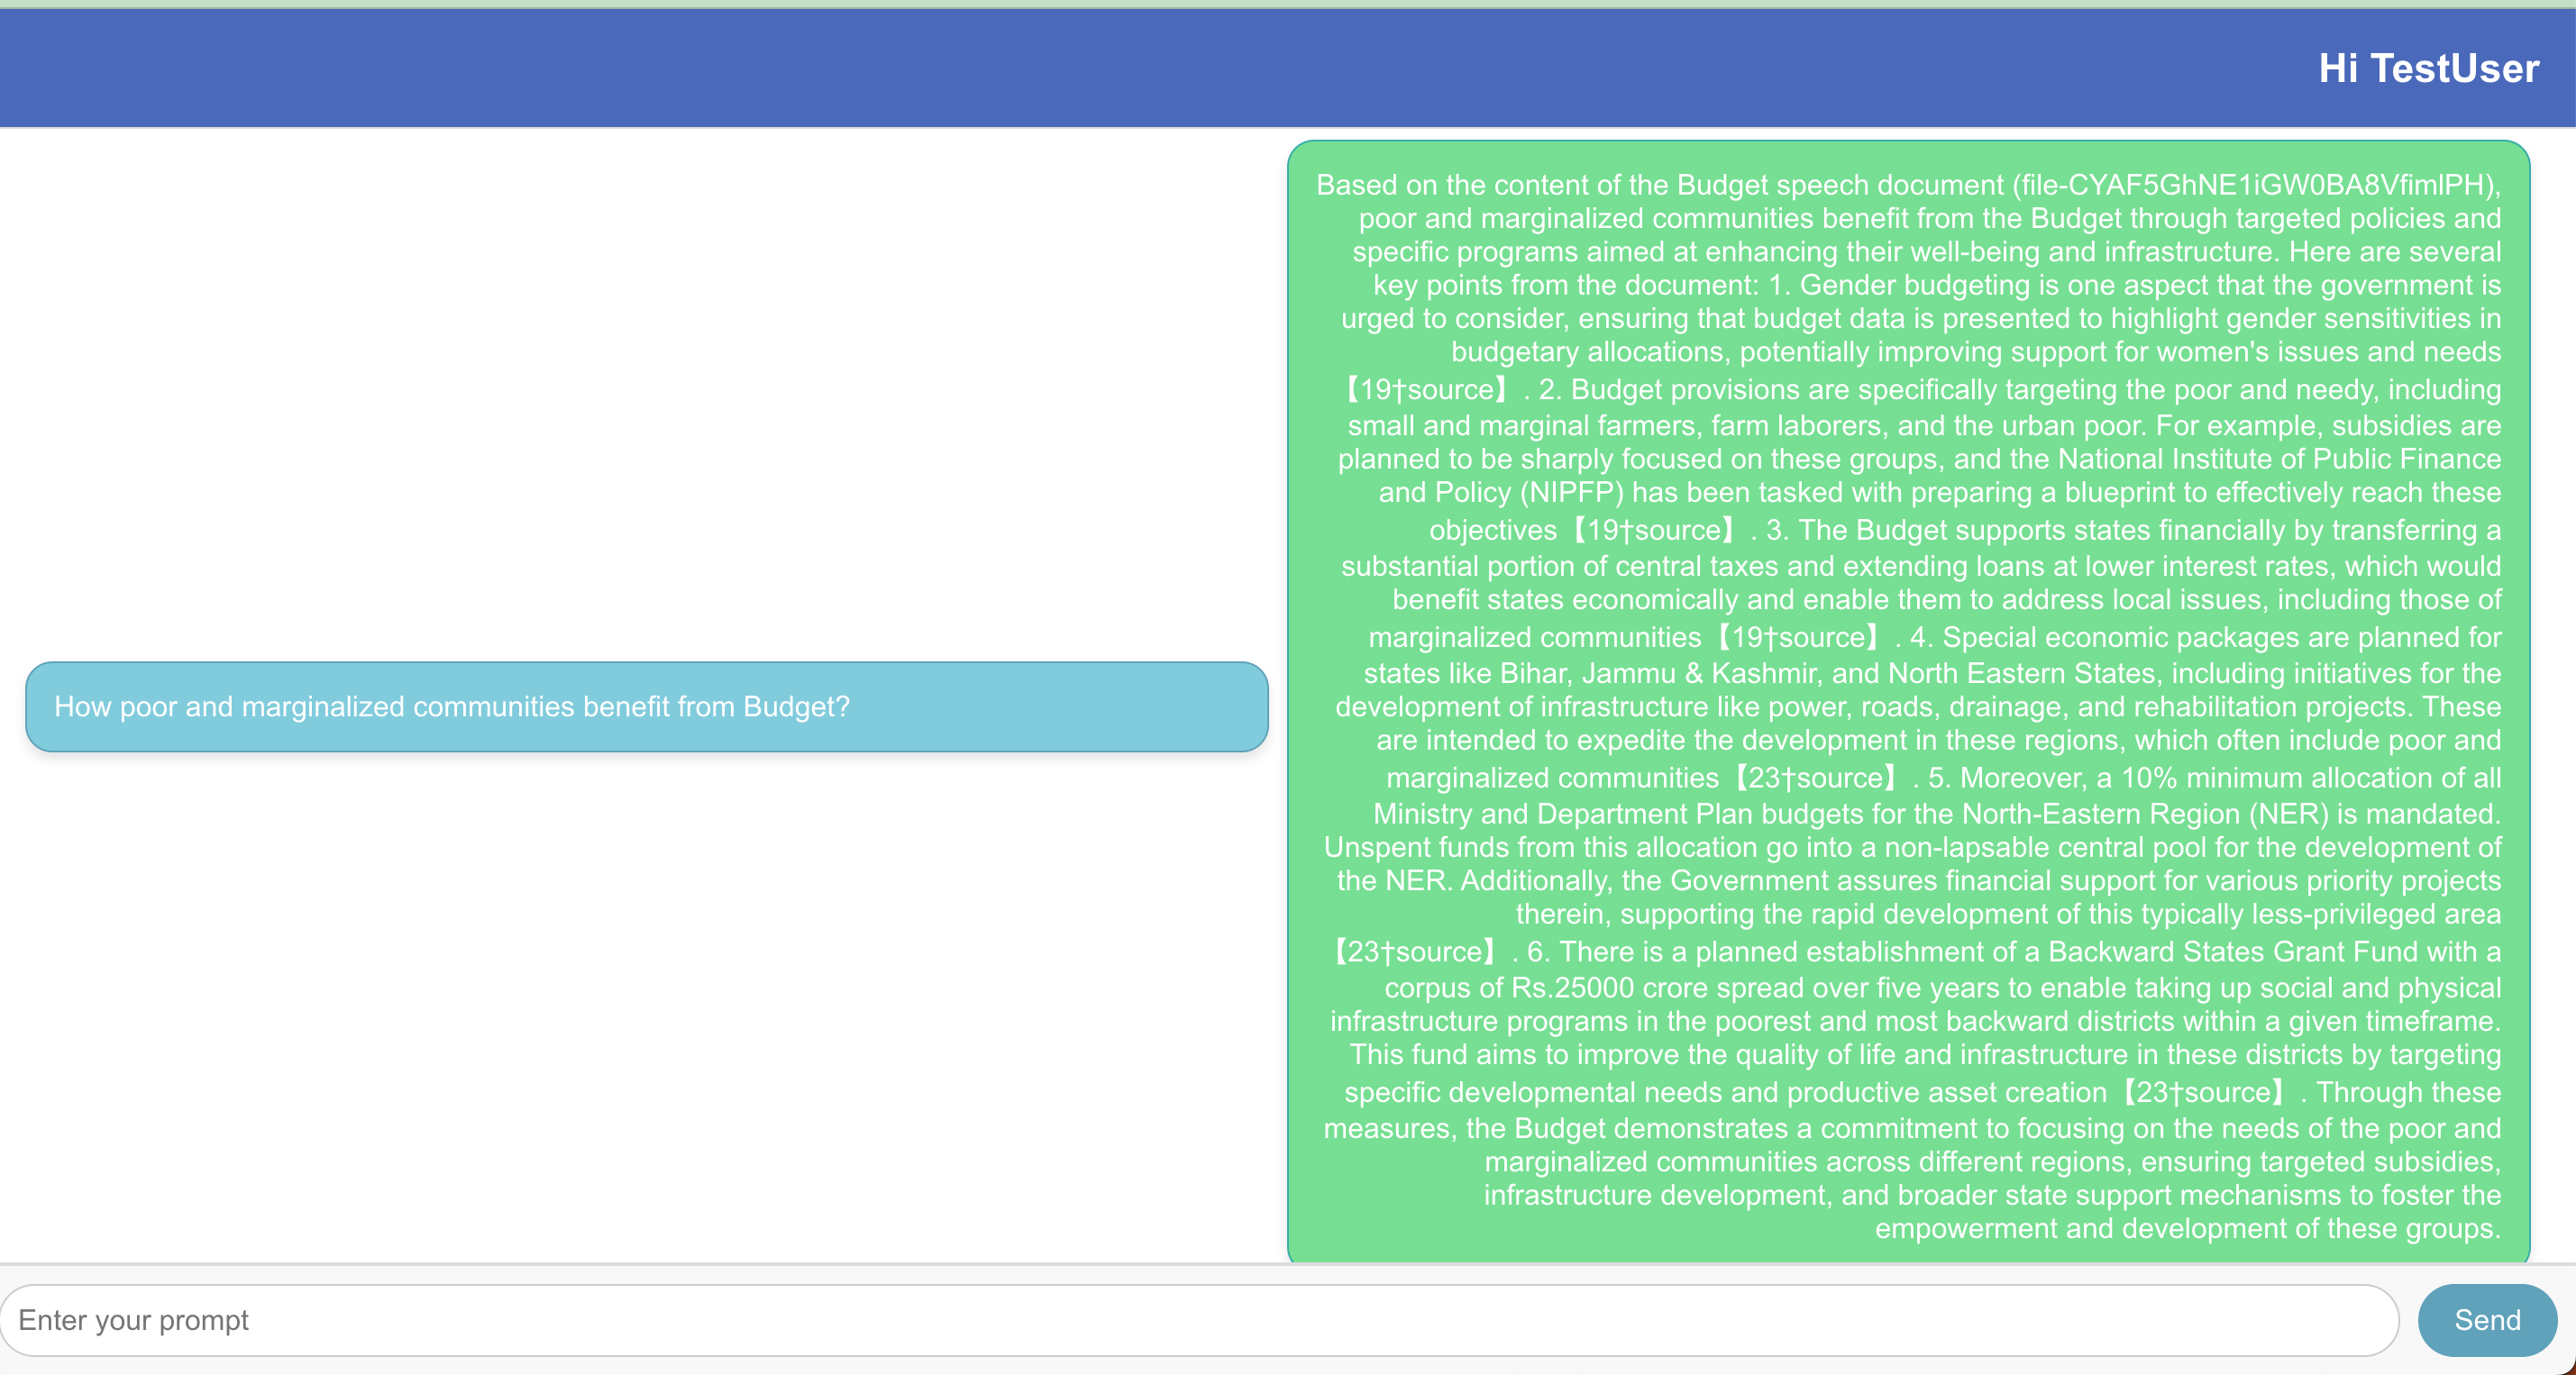 Hi TestUser
How poor and marginalized communities benefit from Budget?
Based on the content of the Budget speech document (file-CYAF5GhNE1iGW0BA8VfimlPH),
poor and marginalized communities benefit from the Budget through targeted policies and
specific programs aimed at enhancing their well-being and infrastructure. Here are several
key points from the document: 1. Gender budgeting is one aspect that the government is
urged to consider, ensuring that budget data is presented to highlight gender sensitivities in
budgetary allocations, potentially improving support for women's issues and needs
【19†source】. 2. Budget provisions are specifically targeting the poor and needy, including
small and marginal farmers, farm laborers, and the urban poor. For example, subsidies are
planned to be sharply focused on these groups, and the National Institute of Public Finance
and Policy (NIPFP) has been tasked with preparing a blueprint to effectively reach these
objectives【19†source】. 3. The Budget supports states financially by transferring a
substantial portion of central taxes and extending loans at lower interest rates, which would
benefit states economically and enable them to address local issues, including those of
marginalized communities【19†source】. 4. Special economic packages are planned for
states like Bihar, Jammu & Kashmir, and North Eastern States, including initiatives for the
development of infrastructure like power, roads, drainage, and rehabilitation projects. These
are intended to expedite the development in these regions, which often include poor and
marginalized communities【23†source】. 5. Moreover, a 10% minimum allocation of all
Ministry and Department Plan budgets for the North-Eastern Region (NER) is mandated.
Unspent funds from this allocation go into a non-lapsable central pool for the development of
the NER. Additionally, the Government assures financial support for various priority projects
therein, supporting the rapid development of this typically less-privileged area
【23†source】. 6. There is a planned establishment of a Backward States Grant Fund with a
corpus of Rs.25000 crore spread over five years to enable taking up social and physical
infrastructure programs in the poorest and most backward districts within a given timeframe.
This fund aims to improve the quality of life and infrastructure in these districts by targeting
specific developmental needs and productive asset creation【23†source】. Through these
measures, the Budget demonstrates a commitment to focusing on the needs of the poor and
marginalized communities across different regions, ensuring targeted subsidies,
infrastructure development, and broader state support mechanisms to foster the
empowerment and development of these groups.
Enter your prompt
Send